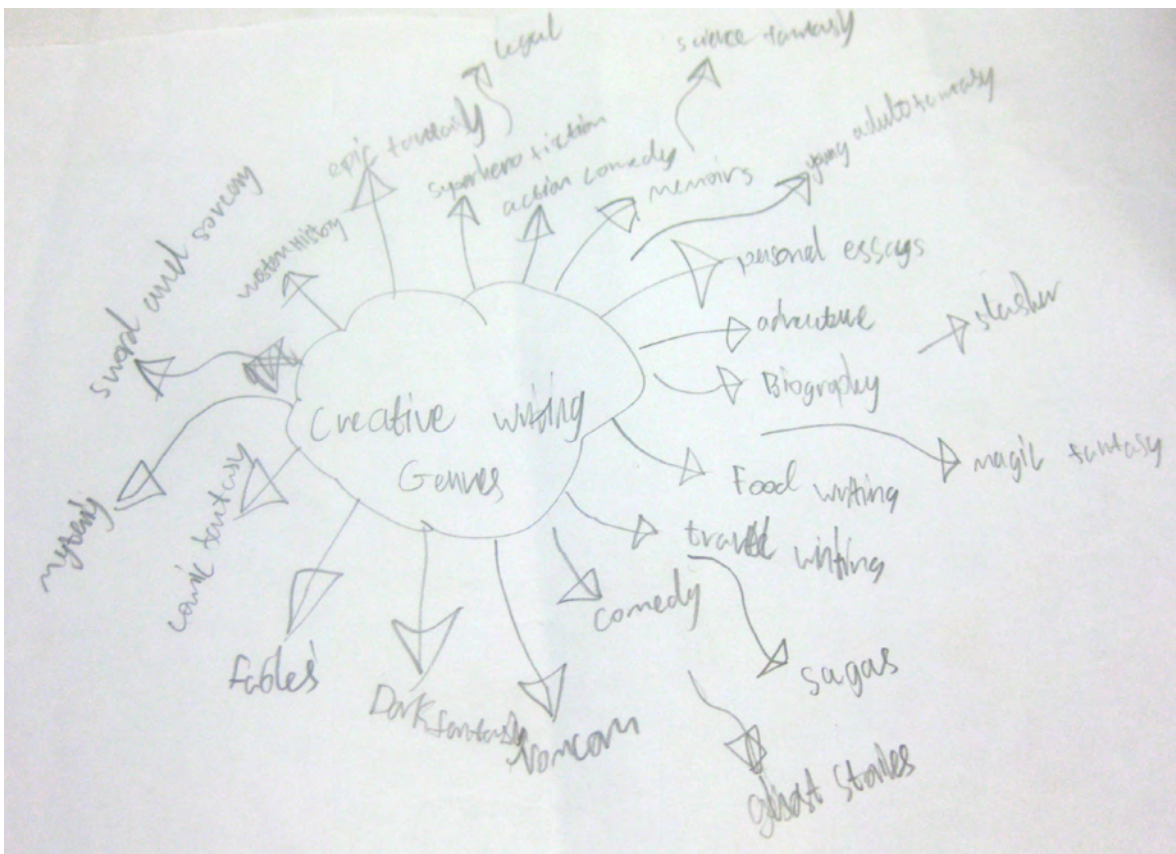 legal
science fantasy
epic fantasy
superhero fiction
action comedy
memoirs
young adult fantasy
western History
sword and sorcery
personal essays
adventure
slasher
Biography
Creative writing
Genres
magic fantasy
Food writing
mystery
comic fantasy
travel writing
comedy
fables
sagas
Dark fantasy
romcom
ghost stories